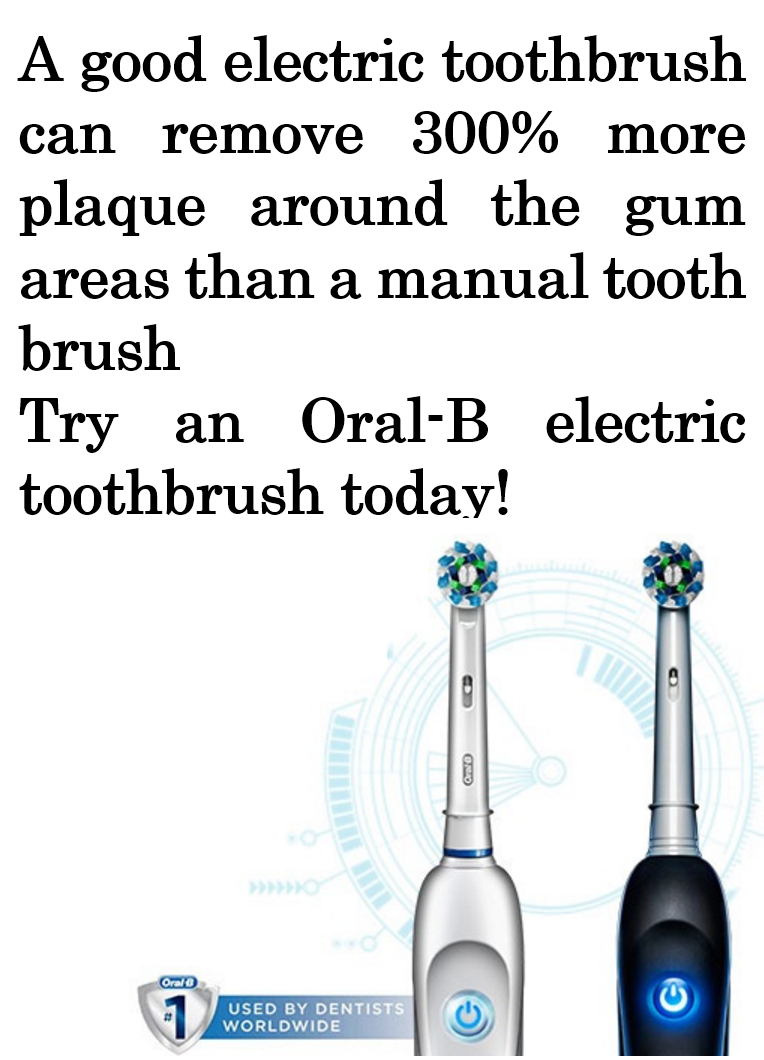 A good electric toothbrush
can remove 300% more
plaque around the gum
areas than a manual tooth
brush
Try an Oral-B electric
toothbrush today!
Oral-B
Oral-B
#1
USED BY DENTISTS
WORLDWIDE